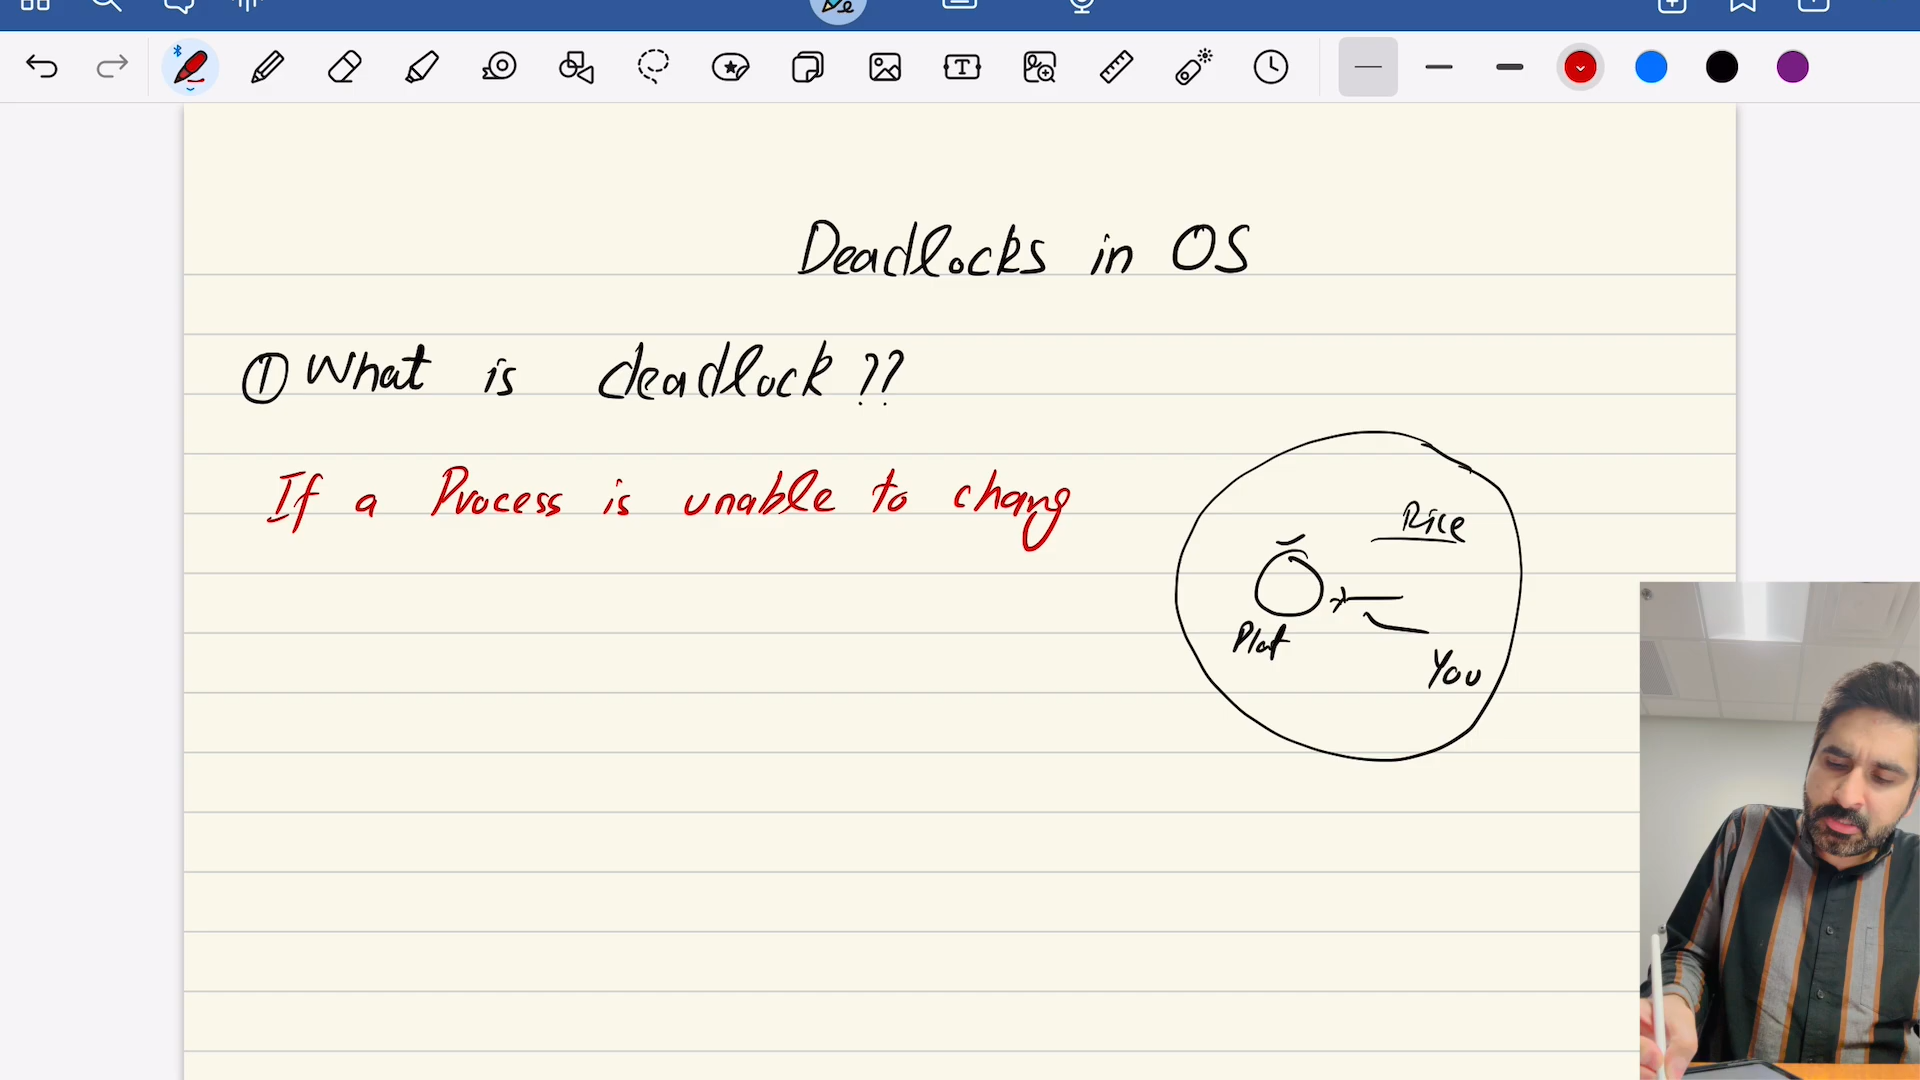 Deadlocks in OS
① What is deadlock ??
If a Process is unable to chang
Rice
Plat
You